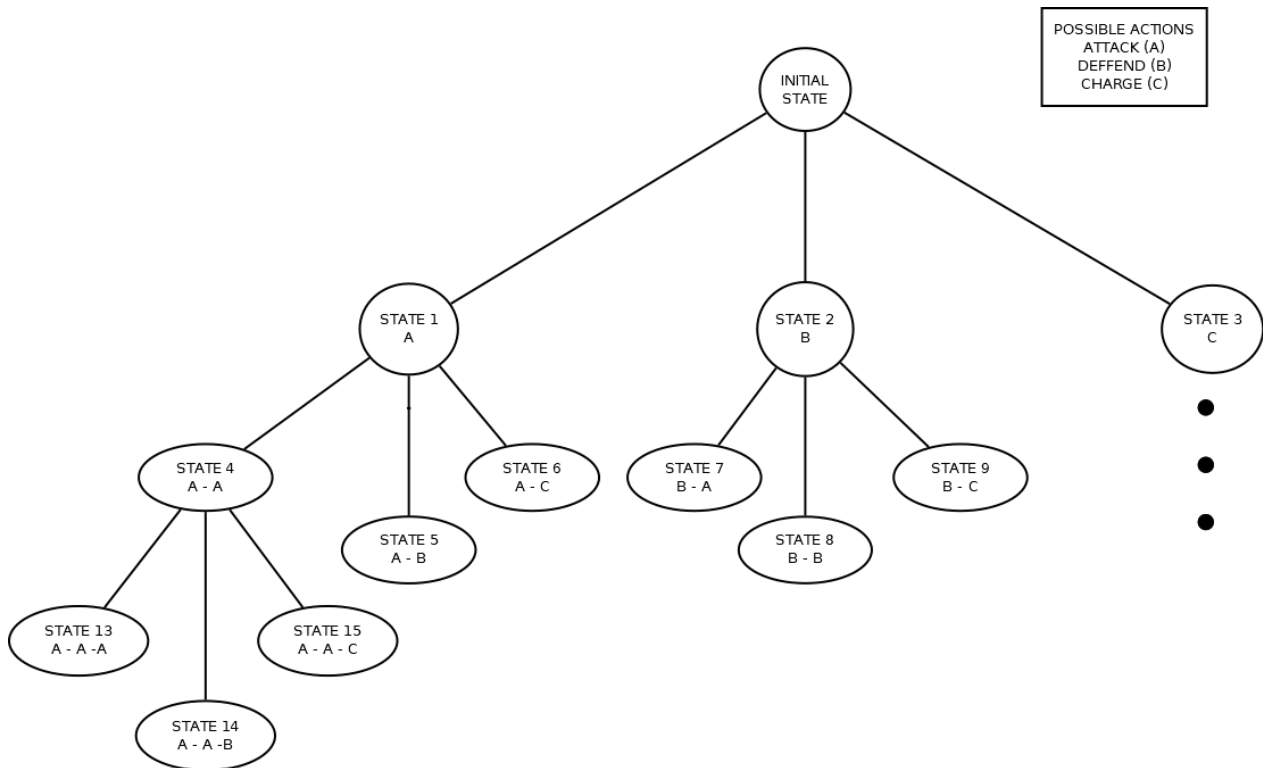 POSSIBLE ACTIONS
ATTACK (A)
DEFFEND (B)
CHARGE (C)
INITIAL
STATE
STATE 1
A
STATE 2
B
STATE 3
C
STATE 4
A - A
STATE 6
A - C
STATE 7
B - A
STATE 9
B - C
STATE 5
A - B
STATE 8
B - B
STATE 13
A - A -A
STATE 15
A - A - C
STATE 14
A - A -B